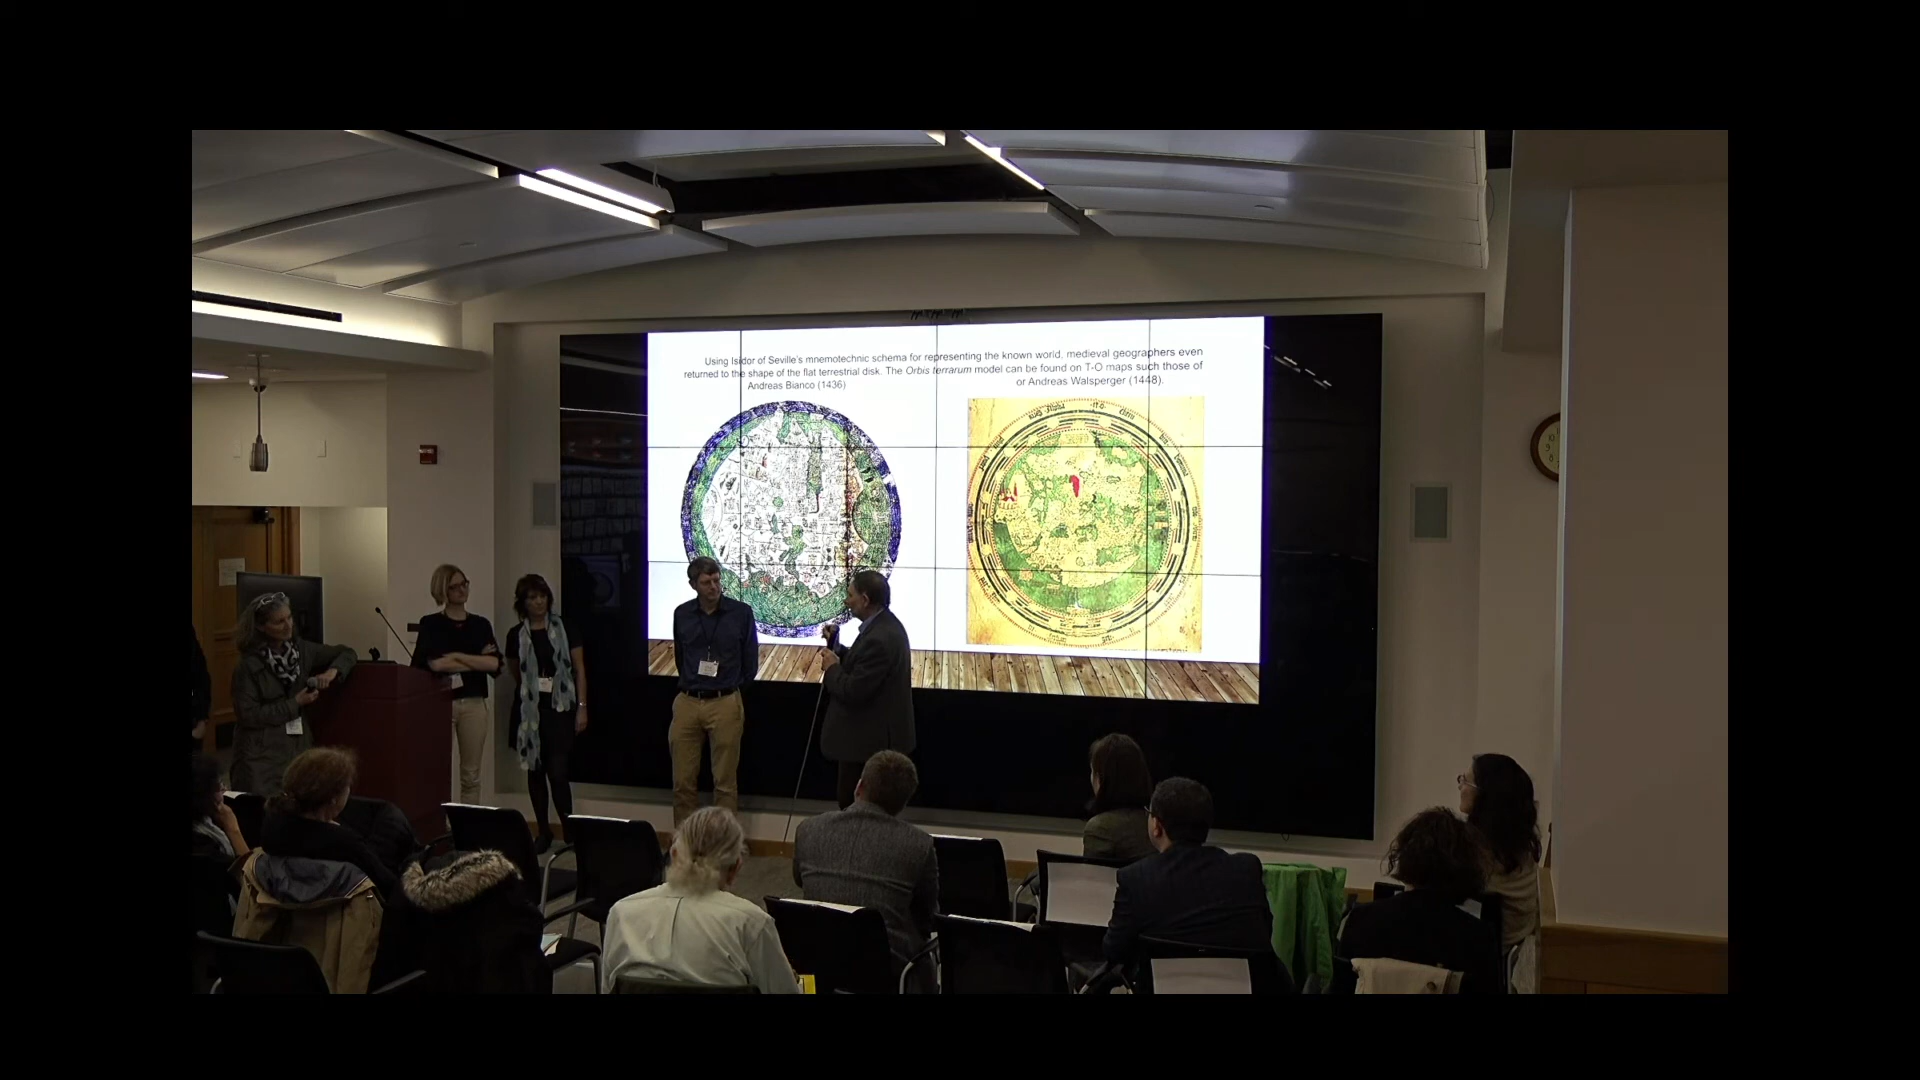 Using Isidor of Seville's mnemotechnic schema for representing the known world, medieval geographers even
returned to the shape of the flat terrestrial disk. The Orbis terrarum model can be found on T-O maps such those of
Andreas Bianco (1436) or Andreas Walsperger (1448).